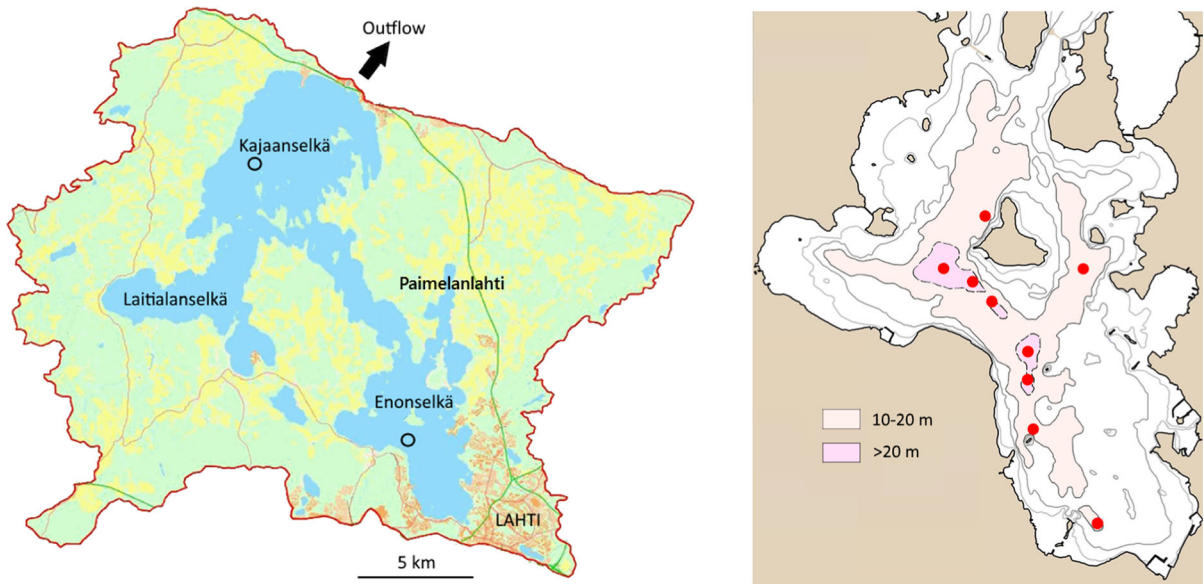 Outflow
Kajaanselkä
Laitialanselkä
Paimelanlahti
Enonselkä
LAHTI
5 km
10-20 m
>20 m